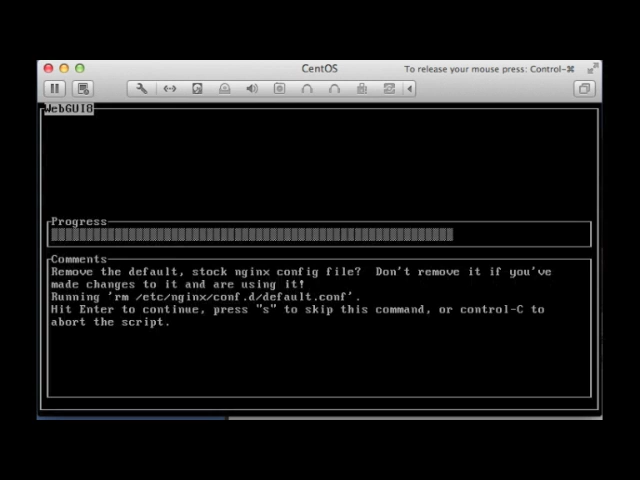 CentOS
To release your mouse press: Control-⌘
WebGUI8
Progress
Comments
Remove the default, stock nginx config file?  Don't remove it if you've
made changes to it and are using it!
Running 'rm /etc/nginx/conf.d/default.conf'.
Hit Enter to continue, press "s" to skip this command, or control-C to
abort the script.